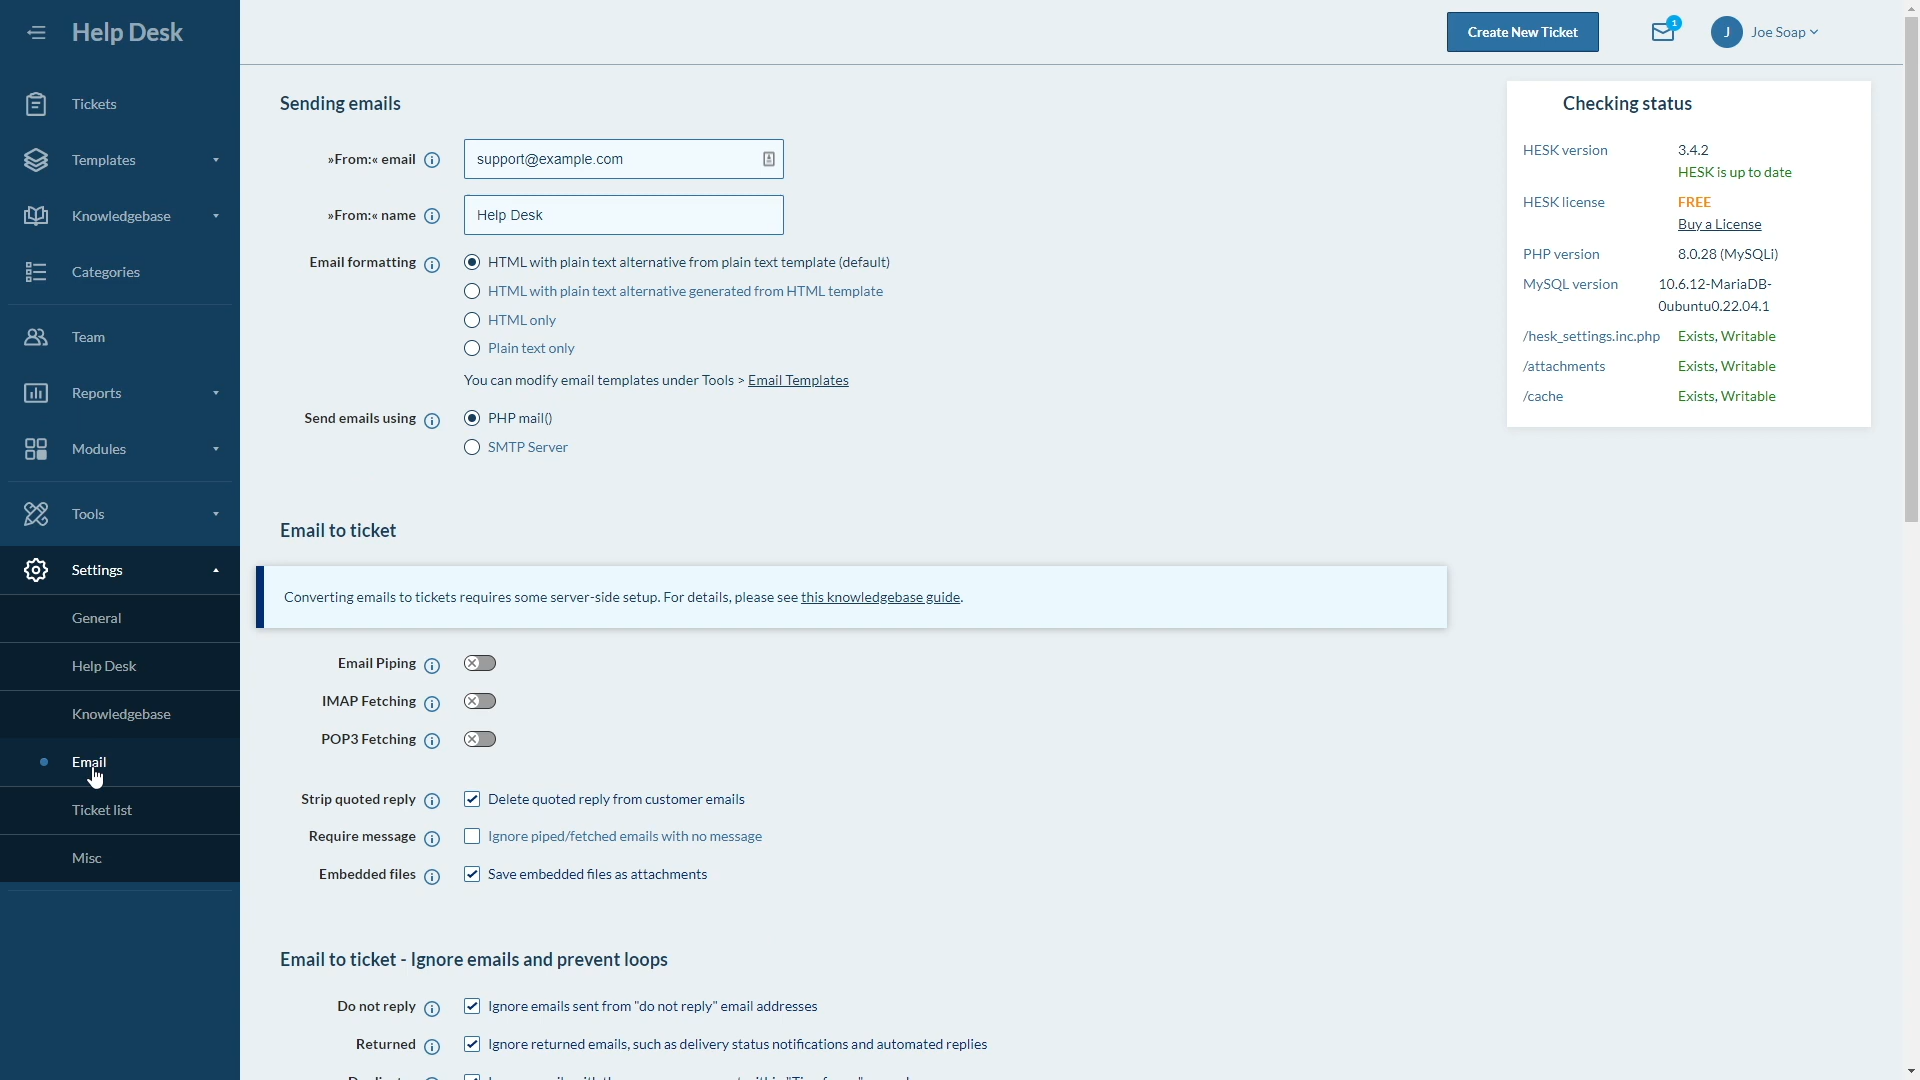 Help Desk
Create New Ticket
1
J
Joe Soap
Tickets
Templates
Knowledgebase
Categories
Team
Reports
Modules
Tools
Settings
General
Help Desk
Knowledgebase
Email
Ticket list
Misc
Sending emails
»From:« email
support@example.com
»From:« name
Help Desk
Email formatting
HTML with plain text alternative from plain text template (default)
HTML with plain text alternative generated from HTML template
HTML only
Plain text only
You can modify email templates under Tools > Email Templates
Send emails using
PHP mail()
SMTP Server
Email to ticket
Converting emails to tickets requires some server-side setup. For details, please see this knowledgebase guide.
Email Piping
IMAP Fetching
POP3 Fetching
Strip quoted reply
Delete quoted reply from customer emails
Require message
Ignore piped/fetched emails with no message
Embedded files
Save embedded files as attachments
Email to ticket - Ignore emails and prevent loops
Do not reply
Ignore emails sent from "do not reply" email addresses
Returned
Ignore returned emails, such as delivery status notifications and automated replies
Checking status
HESK version
3.4.2
HESK is up to date
HESK license
FREE
Buy a License
PHP version
8.0.28 (MySQLi)
MySQL version
10.6.12-MariaDB-
0ubuntu0.22.04.1
/hesk_settings.inc.php
Exists, Writable
/attachments
Exists, Writable
/cache
Exists, Writable